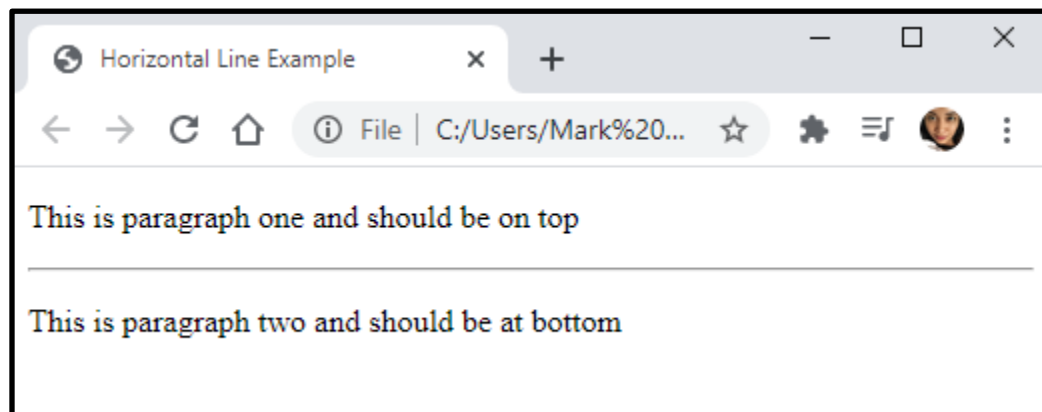 Horizontal Line Example
File | C:/Users/Mark%20...
This is paragraph one and should be on top
This is paragraph two and should be at bottom